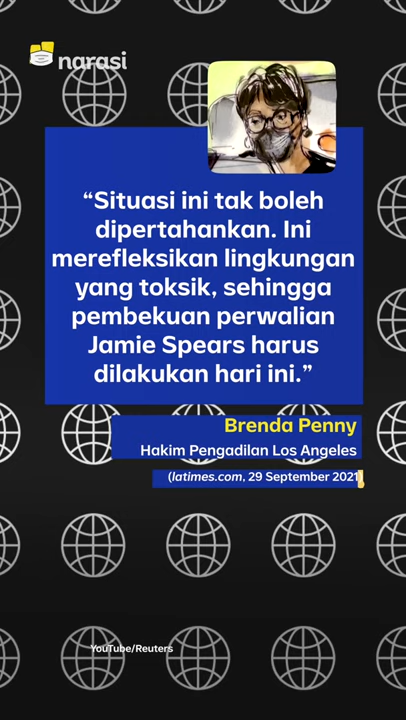 narasi
“Situasi ini tak boleh
dipertahankan. Ini
merefleksikan lingkungan
yang toksik, sehingga
pembekuan perwalian
Jamie Spears harus
dilakukan hari ini.”
Brenda Penny
Hakim Pengadilan Los Angeles
(latimes.com, 29 September 2021)
YouTube/Reuters